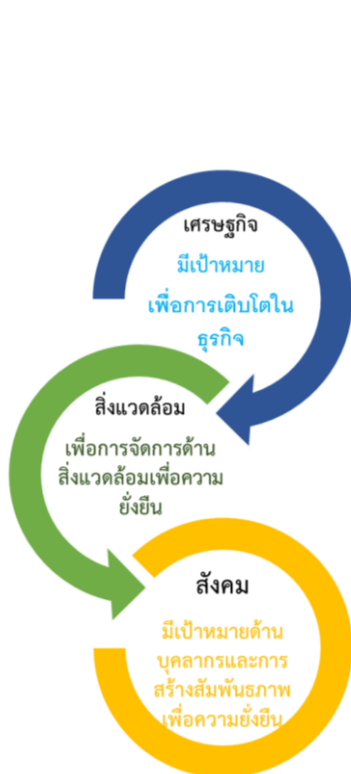 เศรษฐกิจ
มีเป้าหมาย
เพื่อการเติบโตใน
ธุรกิจ
สิ่งแวดล้อม
เพื่อการจัดการด้าน
สิ่งแวดล้อมเพื่อความ
ยั่งยืน
สังคม
มีเป้าหมายด้าน
บุคลากรและการ
สร้างสัมพันธภาพ
เพื่อความยั่งยืน